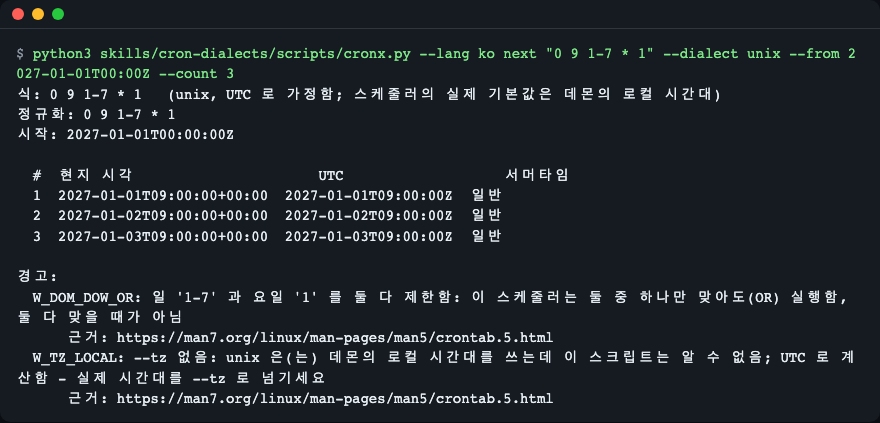 $ python3 skills/cron-dialects/scripts/cronx.py --lang ko next "0 9 1-7 * 1" --dialect unix --from 2
027-01-01T00:00Z --count 3
식: 0 9 1-7 * 1   (unix, UTC 로 가정함; 스케줄러의 실제 기본값은 데몬의 로컬 시간대)
정규화: 0 9 1-7 * 1
시작: 2027-01-01T00:00:00Z
#  현지 시각                      UTC                    서머타임
1  2027-01-01T09:00:00+00:00  2027-01-01T09:00:00Z  일반
2  2027-01-02T09:00:00+00:00  2027-01-02T09:00:00Z  일반
3  2027-01-03T09:00:00+00:00  2027-01-03T09:00:00Z  일반
경고:
W_DOM_DOW_OR: 일 '1-7' 과 요일 '1' 를 둘 다 제한함: 이 스케줄러는 둘 중 하나만 맞아도(OR) 실행함,
둘 다 맞을 때가 아님
근거: https://man7.org/linux/man-pages/man5/crontab.5.html
W_TZ_LOCAL: --tz 없음: unix 은(는) 데몬의 로컬 시간대를 쓰는데 이 스크립트는 알 수 없음; UTC 로 계
산함 - 실제 시간대를 --tz 로 넘기세요
근거: https://man7.org/linux/man-pages/man5/crontab.5.html